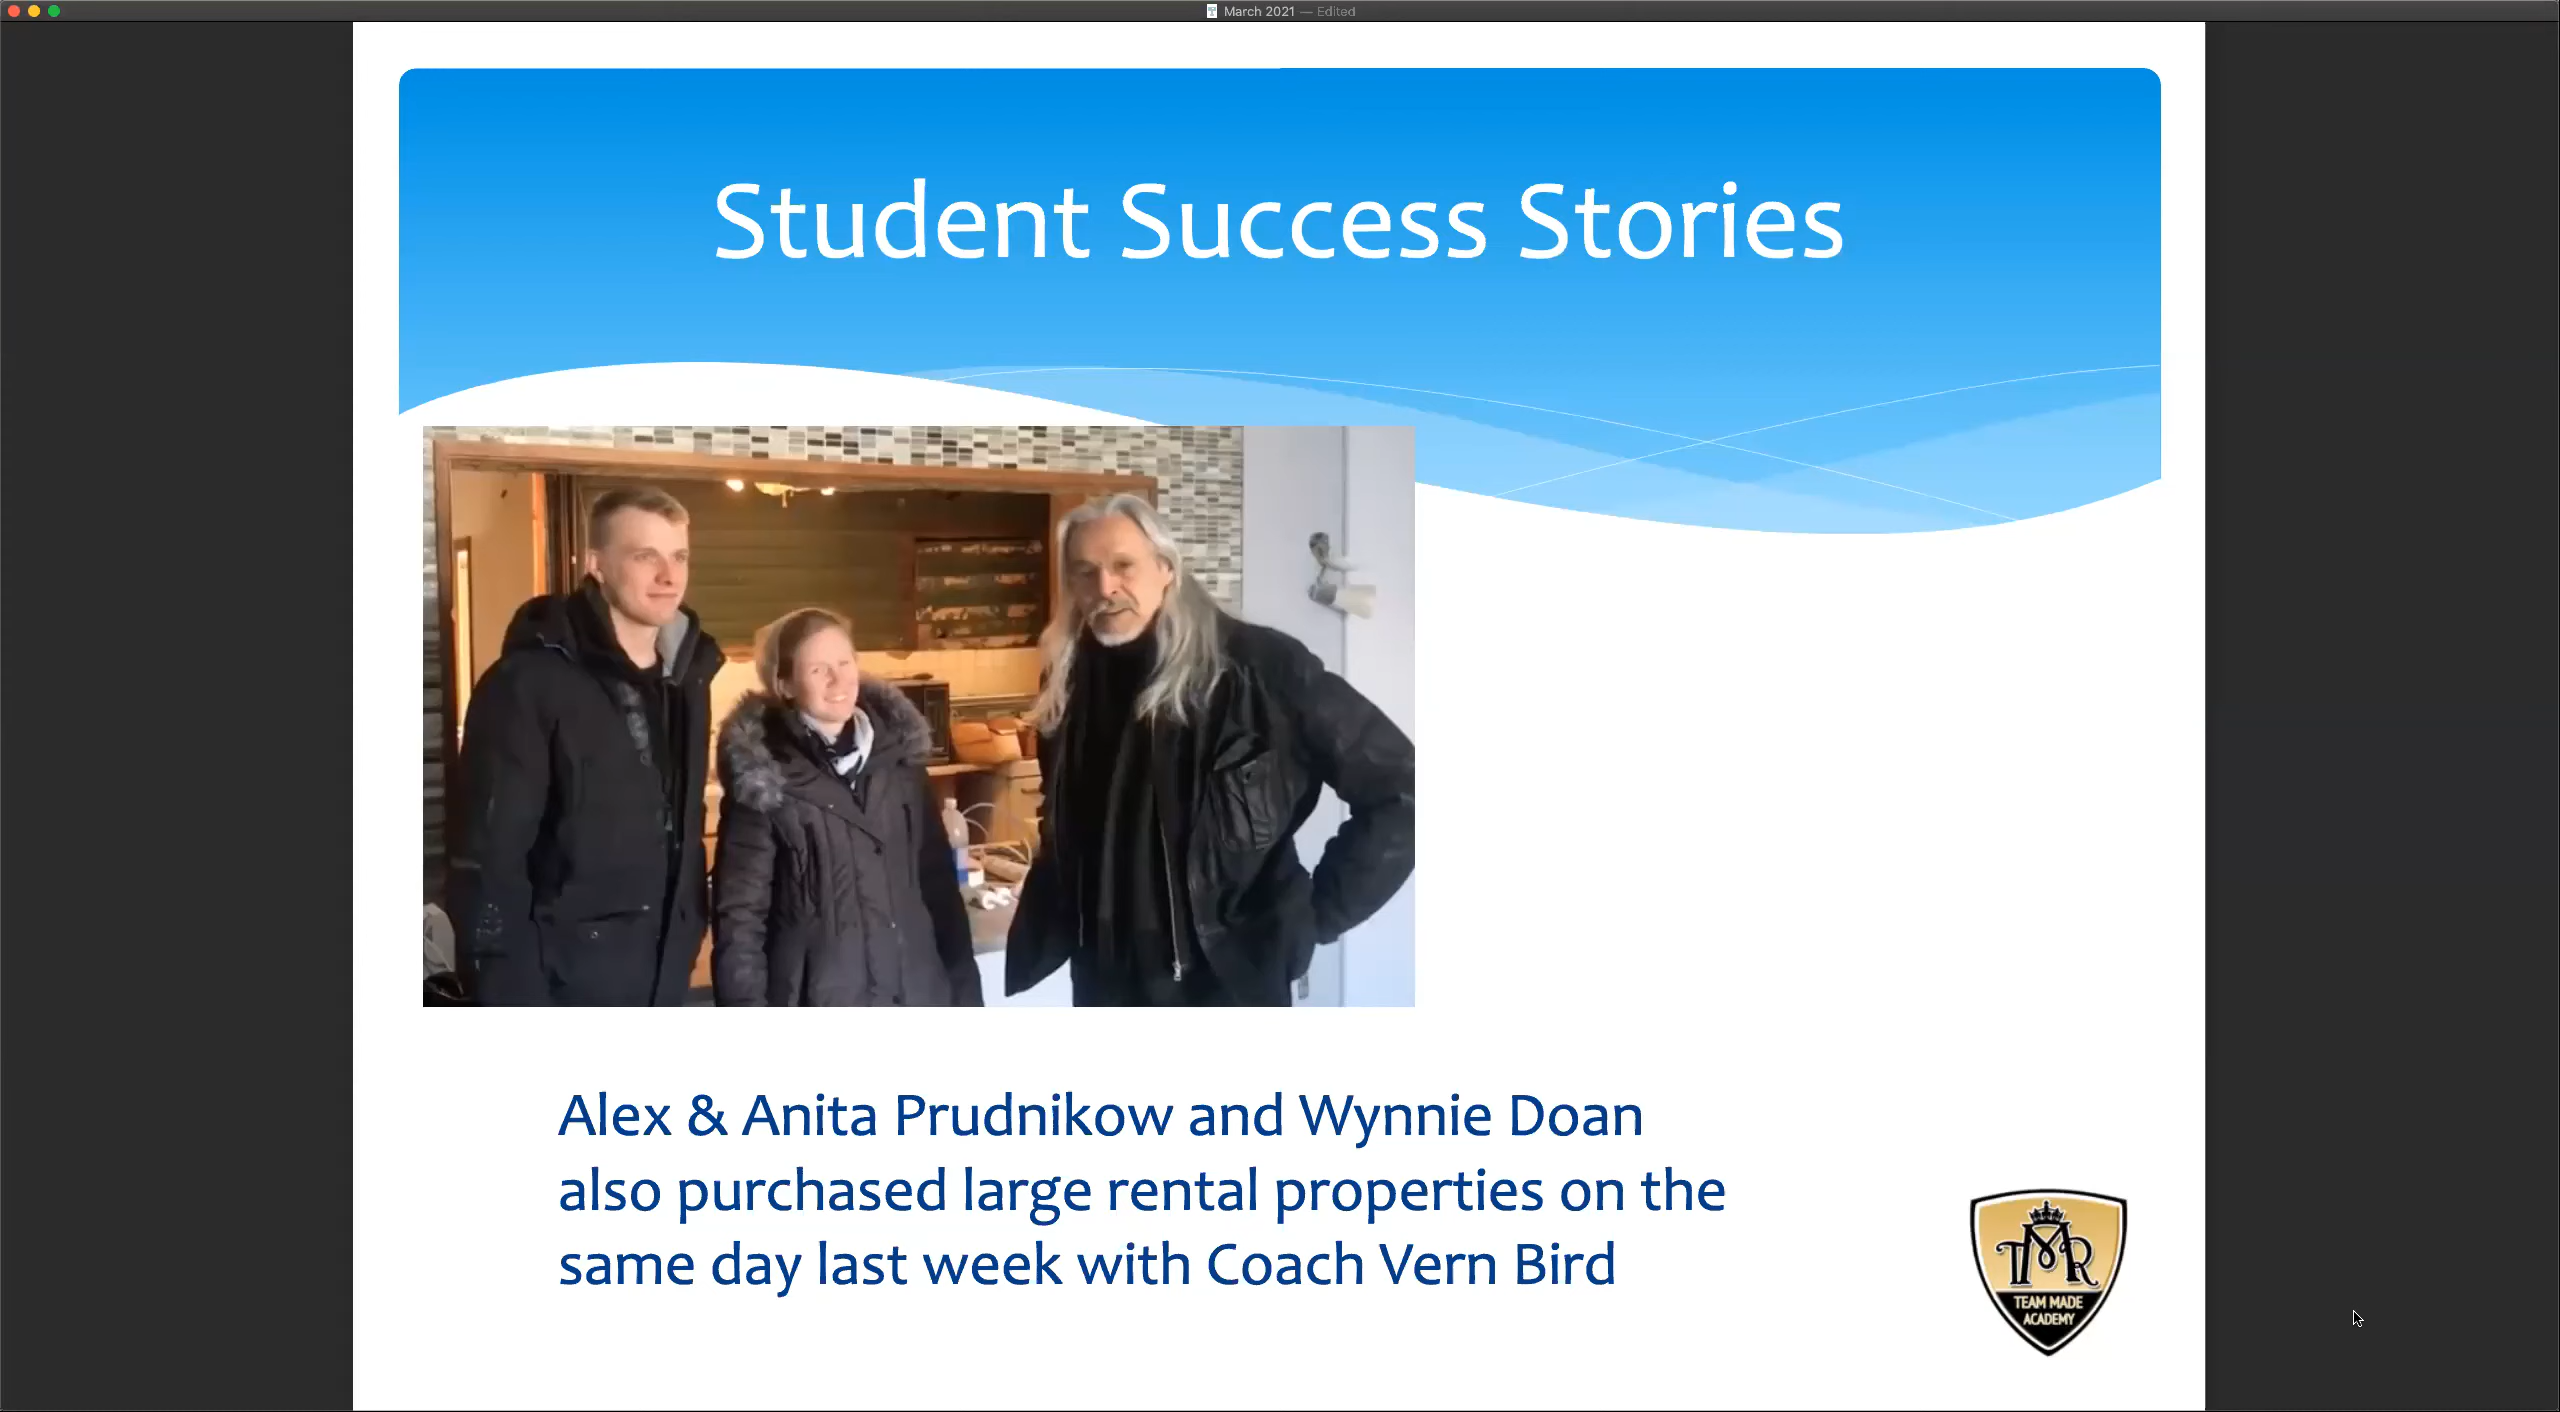 March 2021 — Edited
Student Success Stories
Alex & Anita Prudnikow and Wynnie Doan
also purchased large rental properties on the
same day last week with Coach Vern Bird
TMR
TEAM MADE
ACADEMY